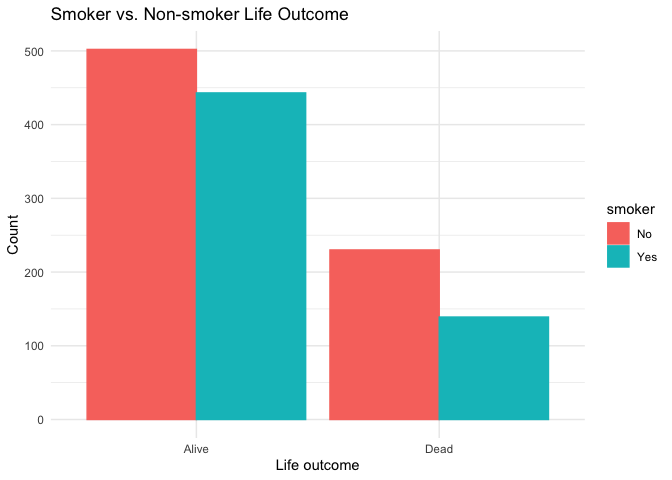 Smoker vs. Non-smoker Life Outcome
500
400
300
200
100
0
Count
Alive
Dead
Life outcome
smoker
No
Yes